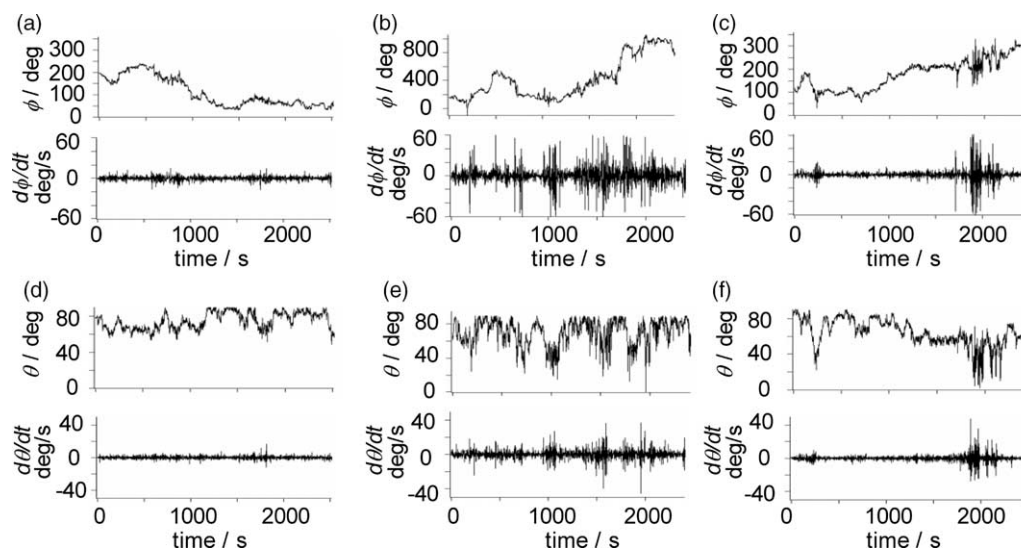 (a)
300
200
100
0
ϕ / deg
60
0
-60
dϕ/dt
deg/s
0 1000 2000
time / s
(b)
800
400
0
ϕ / deg
60
0
-60
dϕ/dt
deg/s
0 1000 2000
time / s
(c)
300
200
100
0
ϕ / deg
60
0
-60
dϕ/dt
deg/s
0 1000 2000
time / s
(d)
80
40
0
θ / deg
40
0
-40
dθ/dt
deg/s
0 1000 2000
time / s
(e)
80
60
40
0
θ / deg
40
0
-40
dθ/dt
deg/s
0 1000 2000
time / s
(f)
80
40
0
θ / deg
40
0
-40
dθ/dt
deg/s
0 1000 2000
time / s